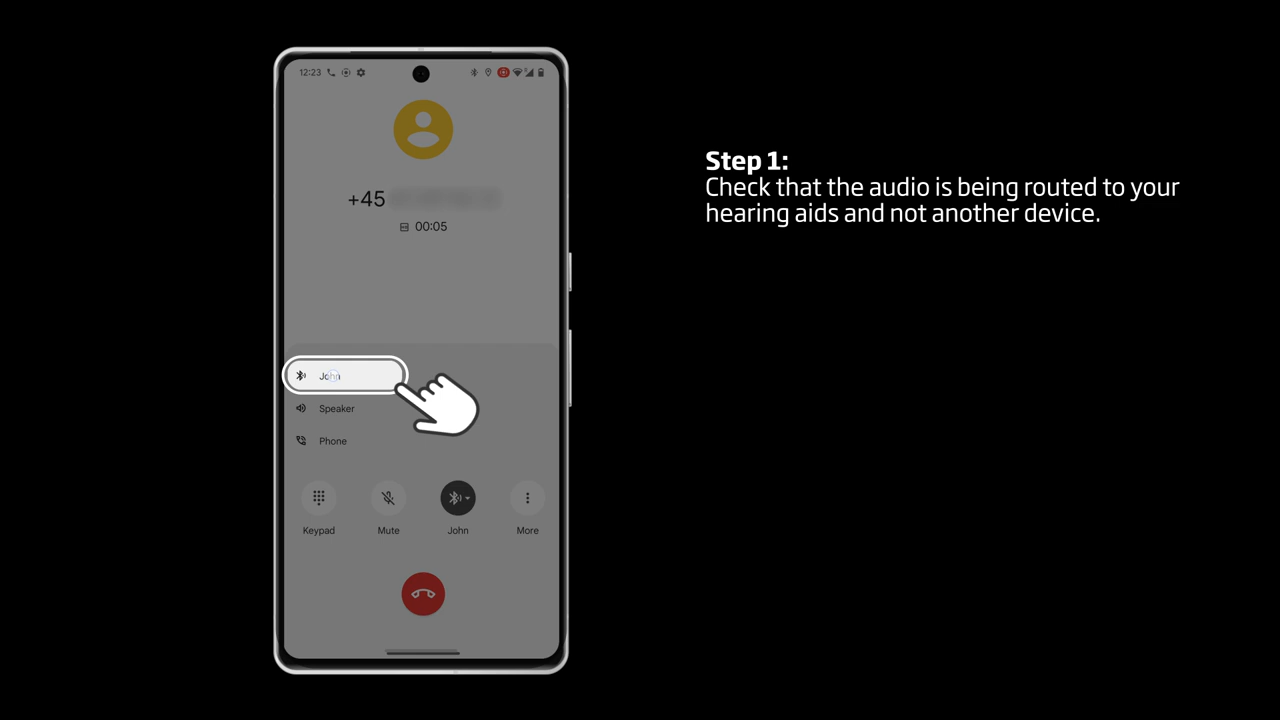 12:23
+45
00:05
John
Speaker
Phone
Keypad
Mute
John
More
Step 1:
Check that the audio is being routed to your
hearing aids and not another device.